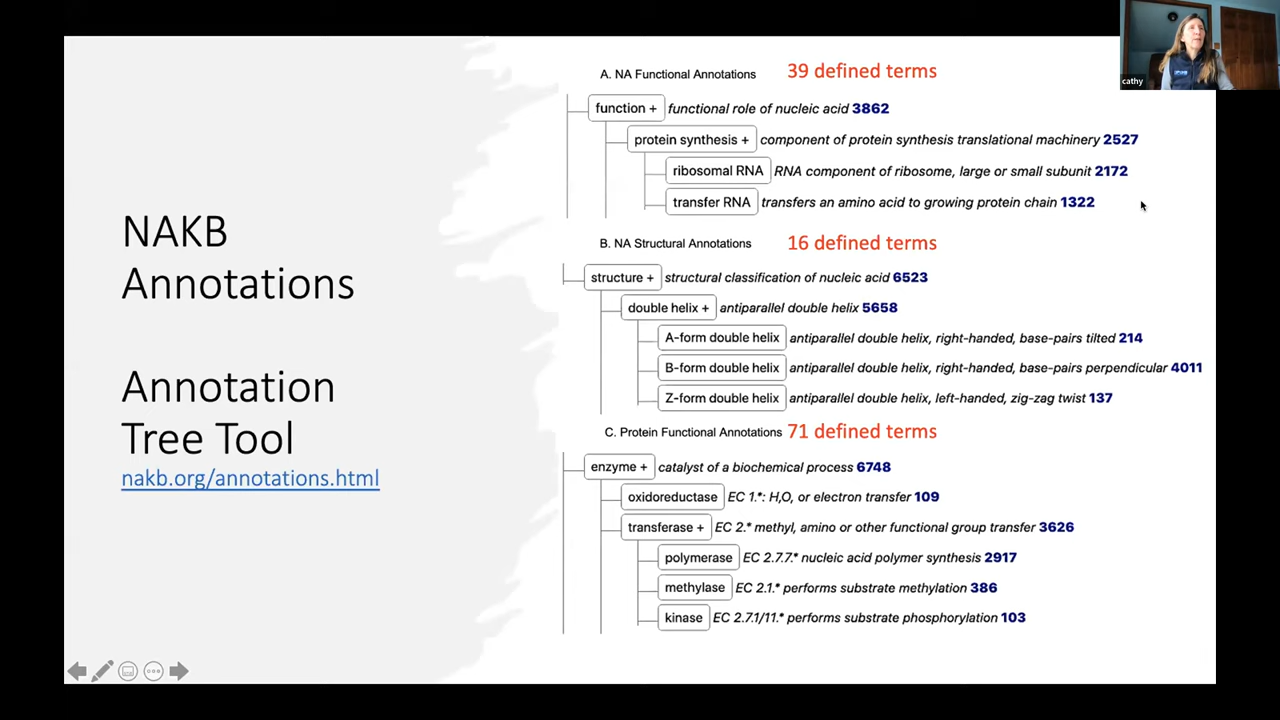 cathy
NAKB
Annotations
Annotation
Tree Tool
nakb.org/annotations.html
A. NA Functional Annotations 39 defined terms
function + functional role of nucleic acid 3862
protein synthesis + component of protein synthesis translational machinery 2527
ribosomal RNA RNA component of ribosome, large or small subunit 2172
transfer RNA transfers an amino acid to growing protein chain 1322
B. NA Structural Annotations 16 defined terms
structure + structural classification of nucleic acid 6523
double helix + antiparallel double helix 5658
A-form double helix antiparallel double helix, right-handed, base-pairs tilted 214
B-form double helix antiparallel double helix, right-handed, base-pairs perpendicular 4011
Z-form double helix antiparallel double helix, left-handed, zig-zag twist 137
C. Protein Functional Annotations 71 defined terms
enzyme + catalyst of a biochemical process 6748
oxidoreductase EC 1.*: H,O, or electron transfer 109
transferase + EC 2.* methyl, amino or other functional group transfer 3626
polymerase EC 2.7.7.* nucleic acid polymer synthesis 2917
methylase EC 2.1.* performs substrate methylation 386
kinase EC 2.7.1/11.* performs substrate phosphorylation 103